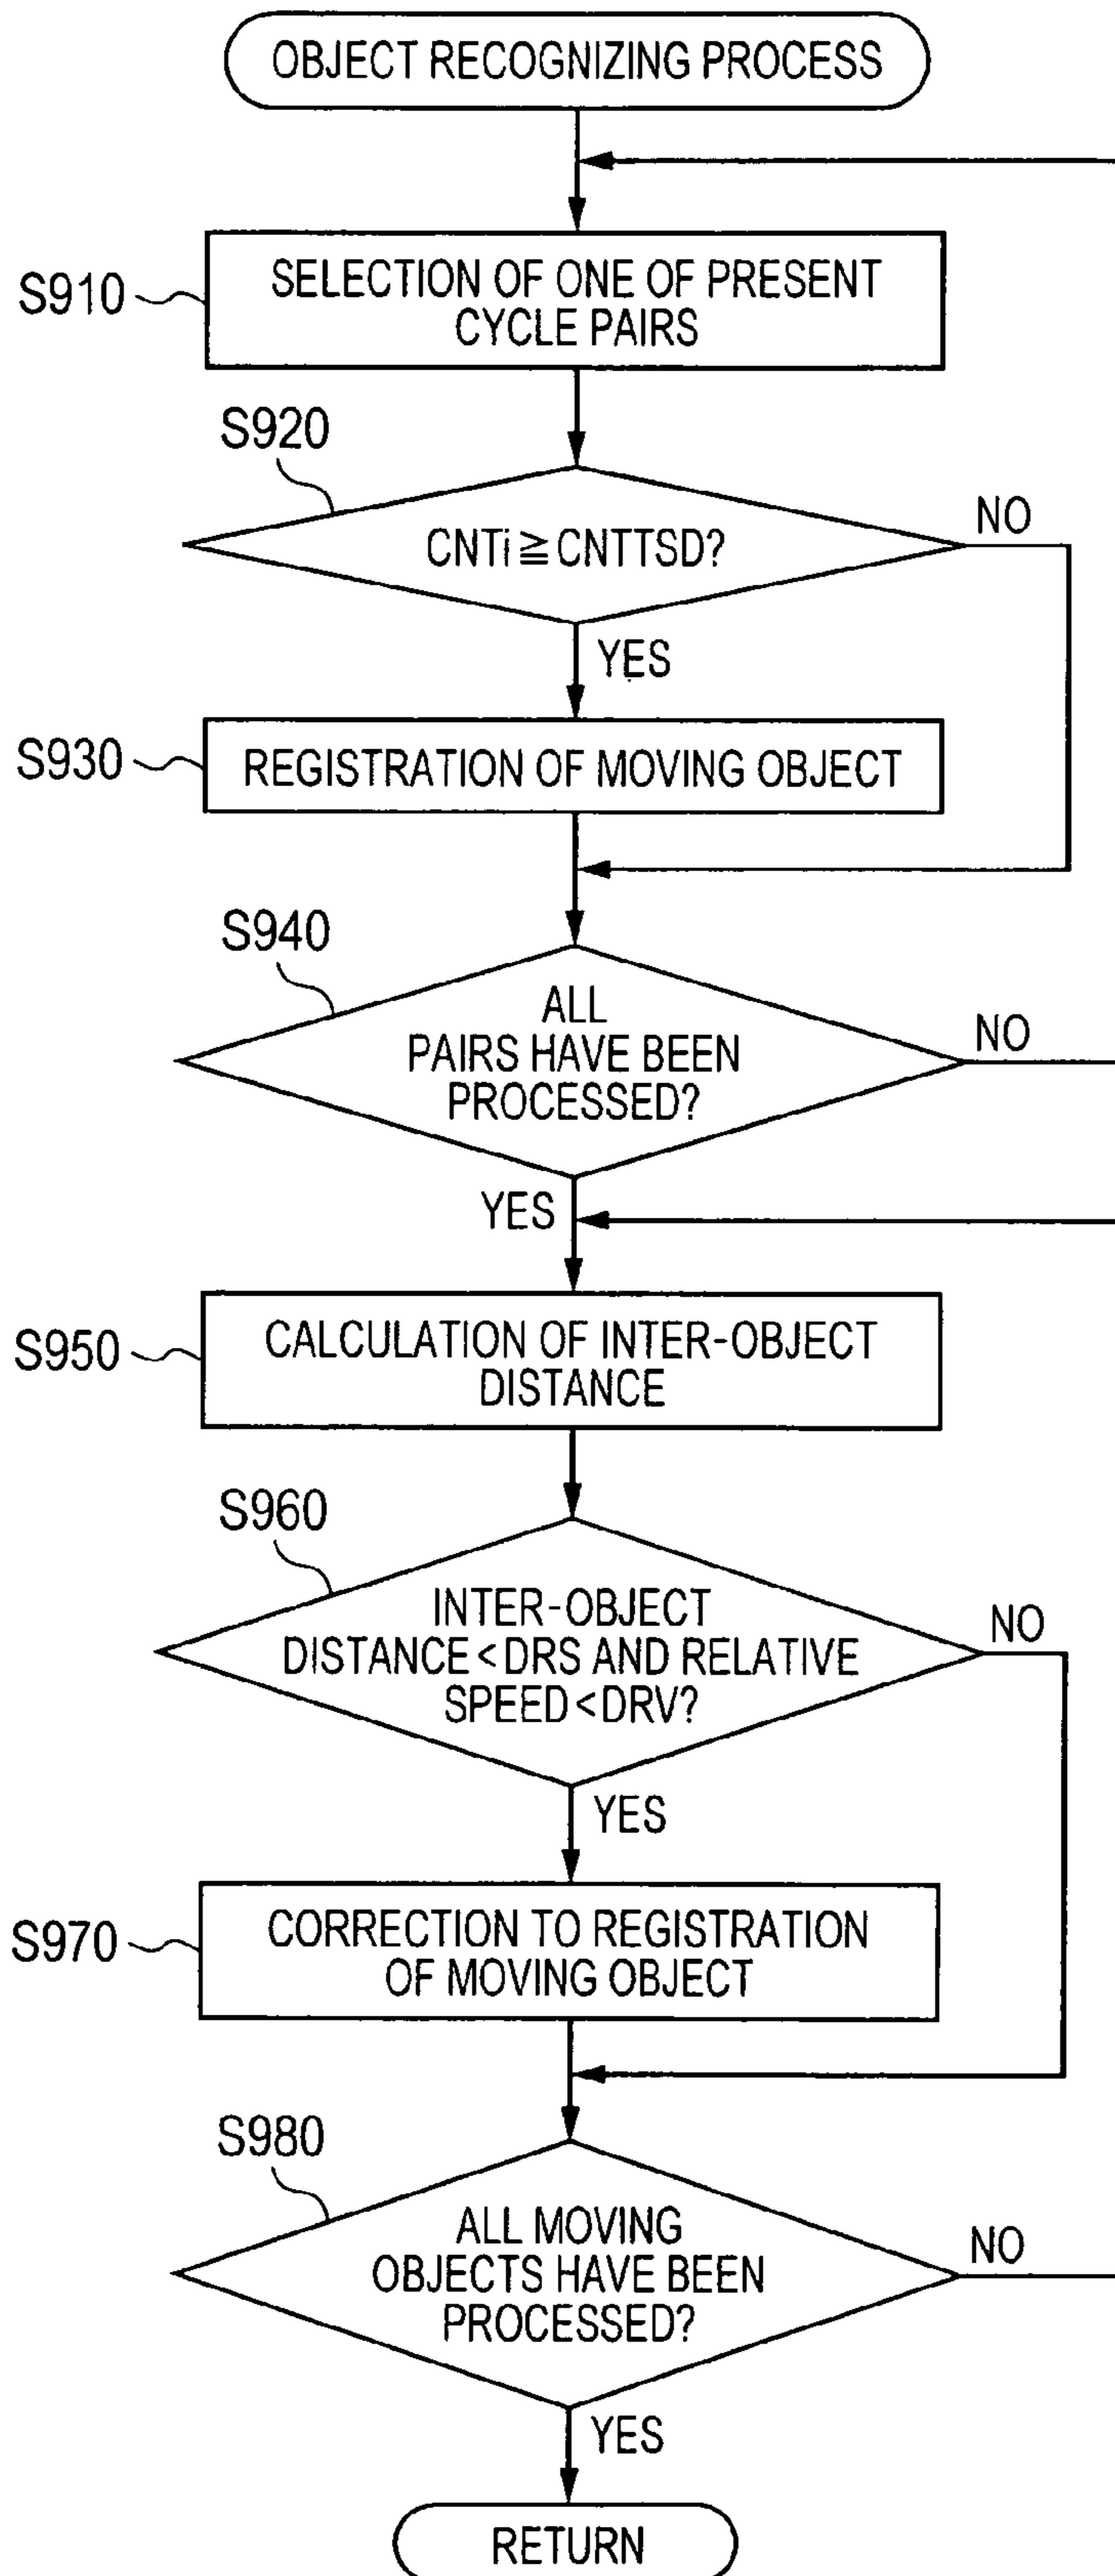 OBJECT RECOGNIZING PROCESS
S910
SELECTION OF ONE OF PRESENT
CYCLE PAIRS
S920
CNTi≧CNTTSD?
NO
YES
S930
REGISTRATION OF MOVING OBJECT
S940
ALL
PAIRS HAVE BEEN
PROCESSED?
NO
YES
S950
CALCULATION OF INTER-OBJECT
DISTANCE
S960
INTER-OBJECT
DISTANCE<DRS AND RELATIVE
SPEED<DRV?
NO
YES
S970
CORRECTION TO REGISTRATION
OF MOVING OBJECT
S980
ALL MOVING
OBJECTS HAVE BEEN
PROCESSED?
NO
YES
RETURN